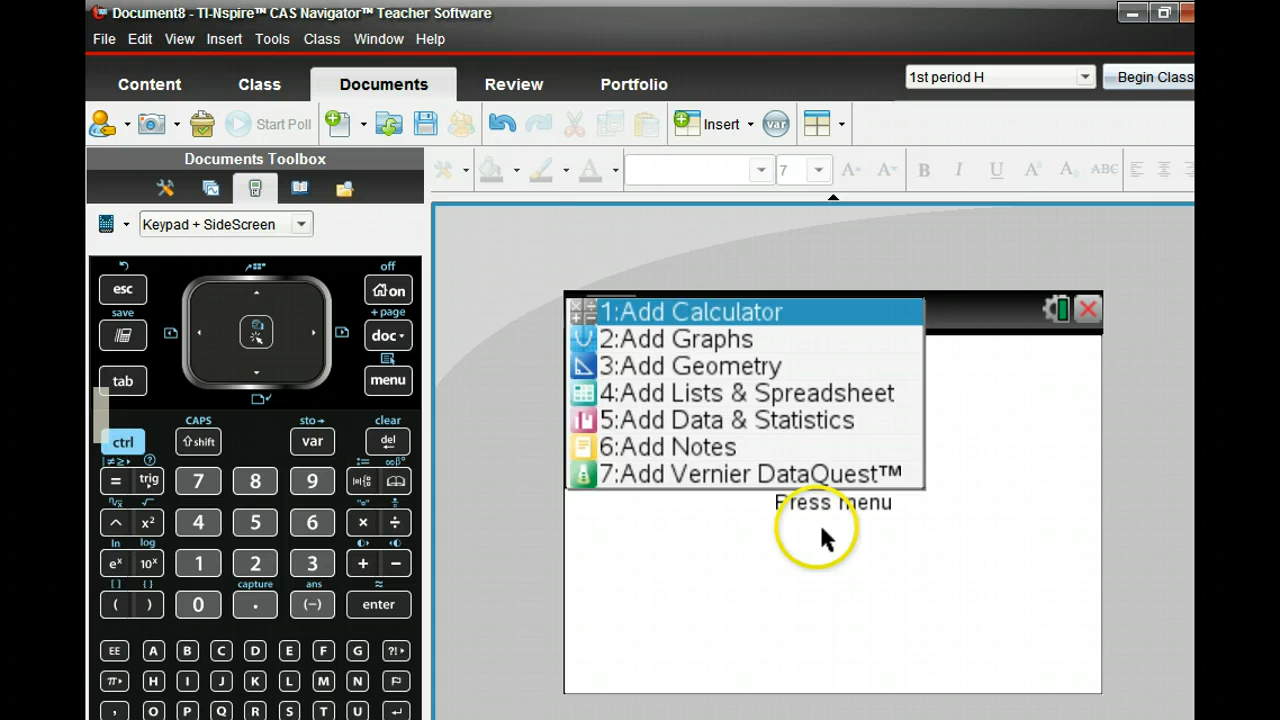 Document8 - TI-Nspire™ CAS Navigator™ Teacher Software
File Edit View Insert Tools Class Window Help
Content Class Documents Review Portfolio
1st period H Begin Class
Start Poll Insert var
Documents Toolbox
7 B I U A A ABC
Keypad + SideScreen
off
esc on
save + page
doc
tab menu
CAPS sto→ clear
ctrl shift var del
= trig 7 8 9
^ x² 4 5 6 × ÷
ln log
eˣ 10ˣ 1 2 3 + −
[ ] { } capture ans ≈
( ) 0 . (−) enter
EE A B C D E F G ?!▸
π▸ H I J K L M N
, O P Q R S T U
1:Add Calculator
2:Add Graphs
3:Add Geometry
4:Add Lists & Spreadsheet
5:Add Data & Statistics
6:Add Notes
7:Add Vernier DataQuest™
Press menu